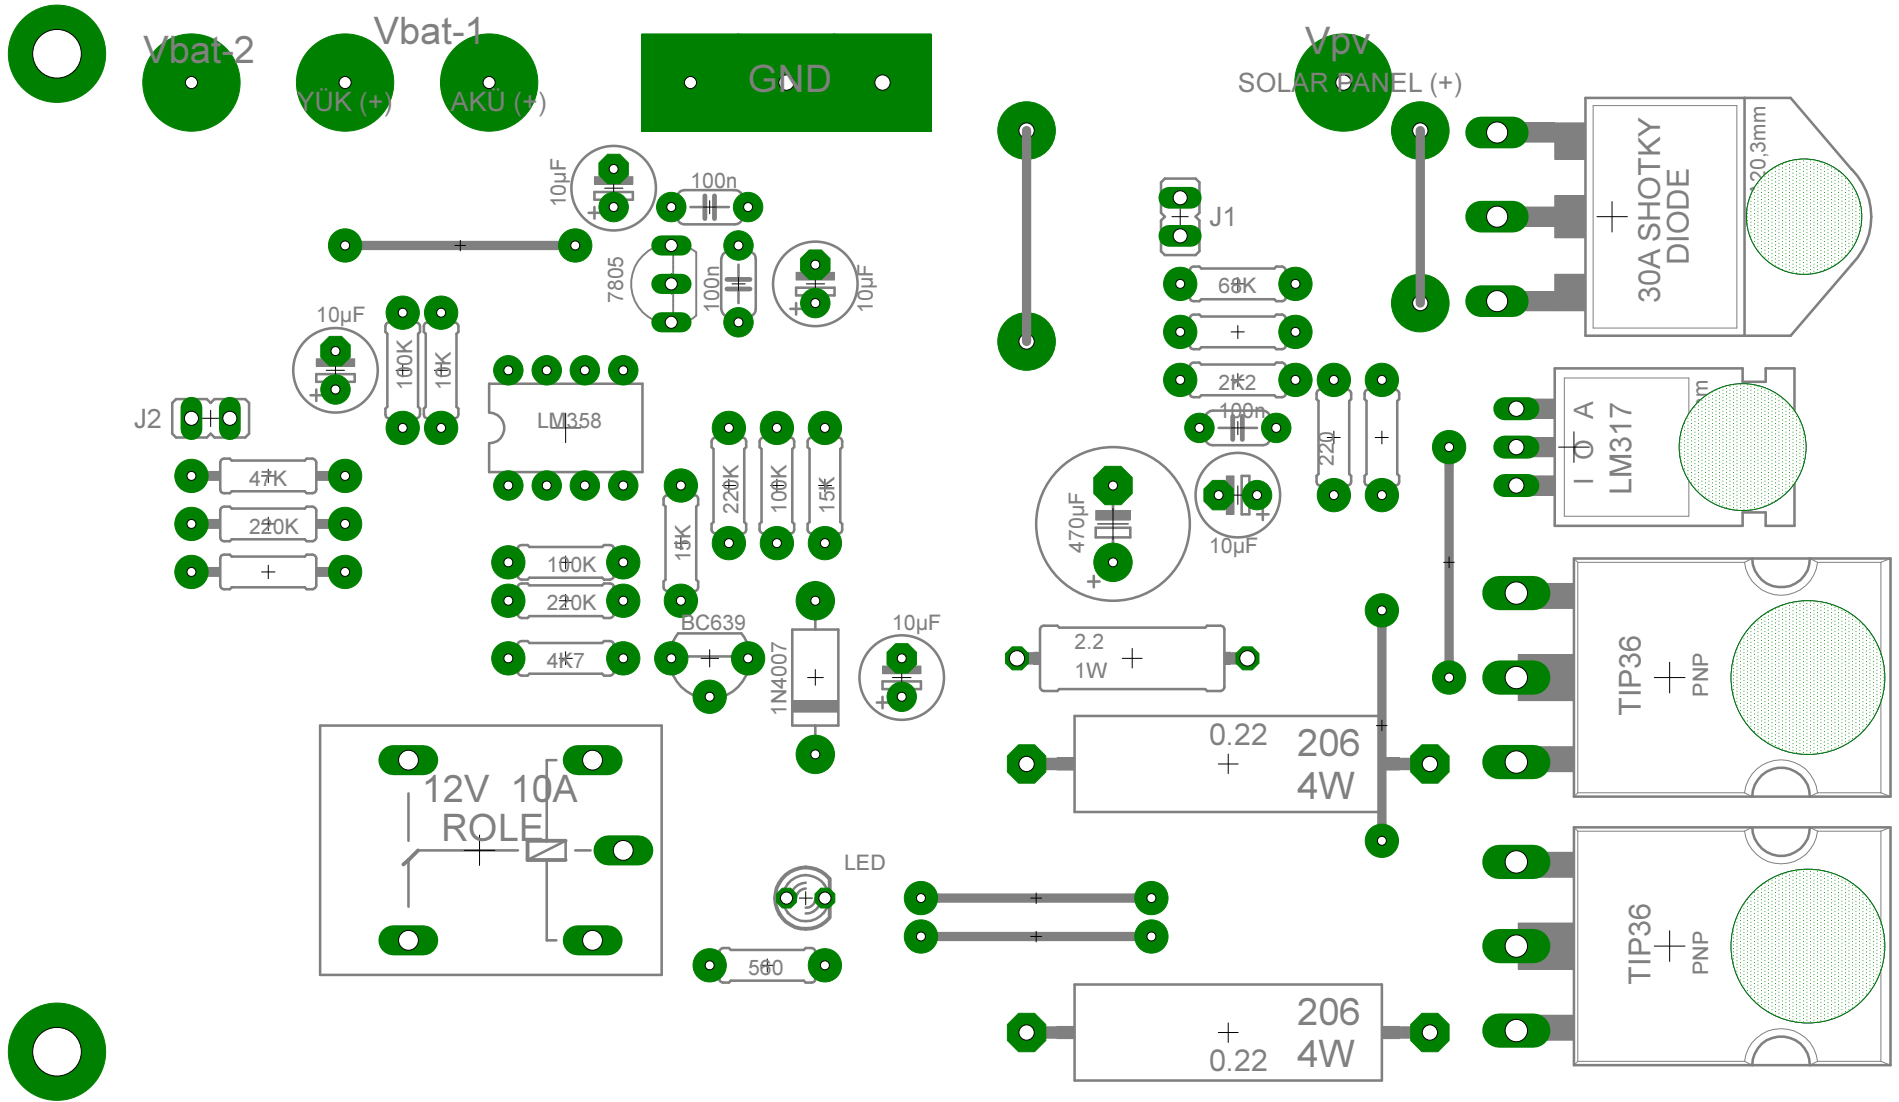 Vbat-2
Vbat-1
YÜK (+)
AKÜ (+)
GND
Vpv
SOLAR PANEL (+)
10µF
100n
7805
100n
10µF
J1
68K
2K2
100n
220
10µF
470µF
30A SHOTKY
DIODE
20,3mm
I O A
LM317
10µF
100K
10K
J2
47K
220K
LM358
220K
100K
15K
15K
100K
220K
4K7
BC639
1N4007
10µF
2.2
1W
0.22
206
4W
TIP36
PNP
12V 10A
ROLE
LED
560
206
4W
0.22
TIP36
PNP